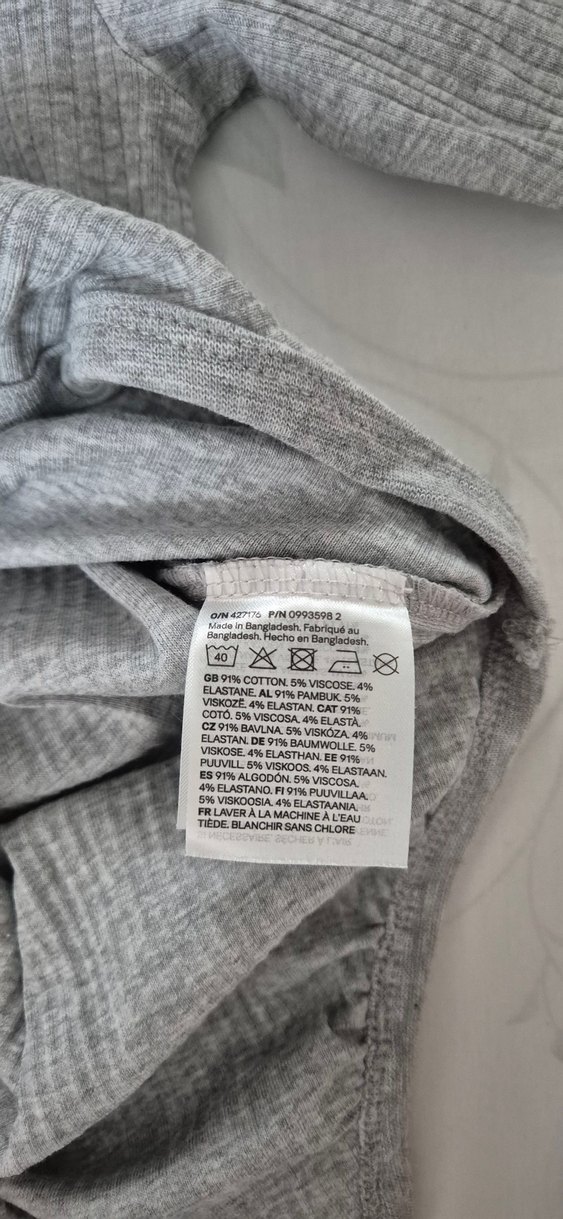 O/N 427176 P/N 0993598 2
Made in Bangladesh. Fabriqué au
Bangladesh. Hecho en Bangladesh.
40
GB 91% COTTON. 5% VISCOSE. 4%
ELASTANE. AL 91% PAMBUK. 5%
VISKOZË. 4% ELASTAN. CAT 91%
COTÓ. 5% VISCOSA. 4% ELASTÀ.
CZ 91% BAVLNA. 5% VISKÓZA. 4%
ELASTAN. DE 91% BAUMWOLLE. 5%
VISKOSE. 4% ELASTHAN. EE 91%
PUUVILL. 5% VISKOOS. 4% ELASTAAN.
ES 91% ALGODÓN. 5% VISCOSA.
4% ELASTANO. FI 91% PUUVILLAA.
5% VISKOOSIA. 4% ELASTAANIA.
FR LAVER À LA MACHINE À L'EAU
TIÈDE. BLANCHIR SANS CHLORE